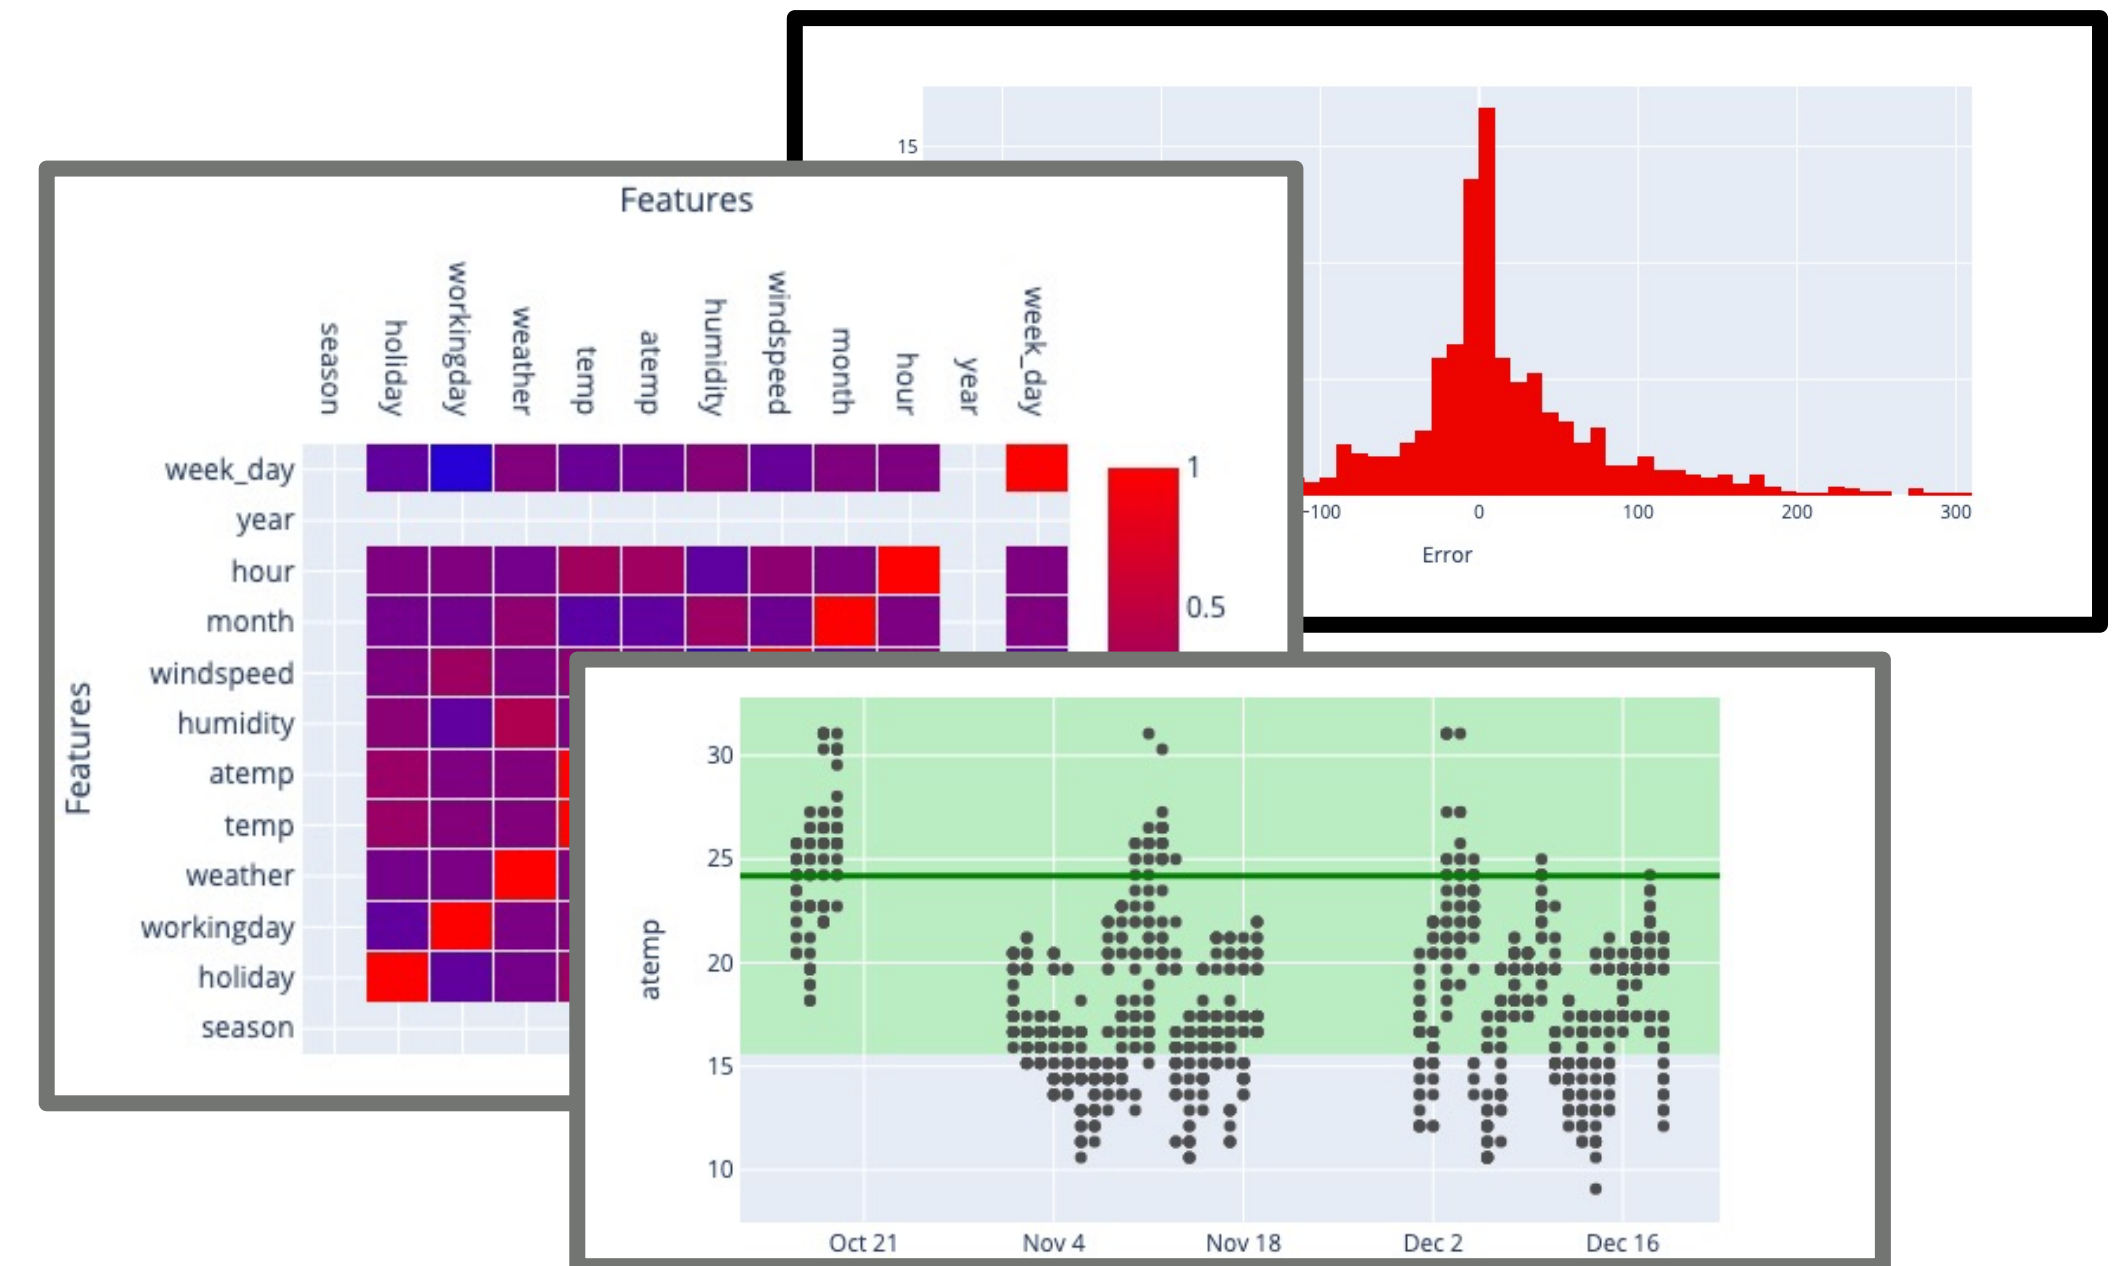 15
-100
0
100
200
300
Error
Features
season
holiday
workingday
weather
temp
atemp
humidity
windspeed
month
hour
year
week_day
Features
week_day
year
hour
month
windspeed
humidity
atemp
temp
weather
workingday
holiday
season
1
0.5
atemp
30
25
20
15
10
Oct 21
Nov 4
Nov 18
Dec 2
Dec 16